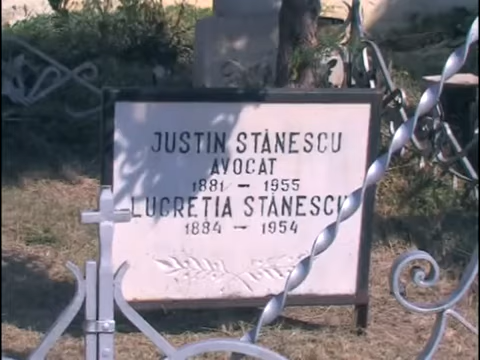 JUSTIN STĂNESCU
AVOCAT
1881 - 1955
LUCREȚIA STĂNESCU
1884 - 1954